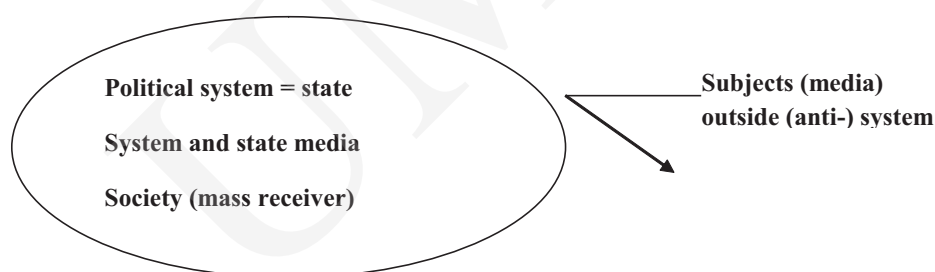 Political system = state
System and state media
Society (mass receiver)
Subjects (media)
outside (anti-) system